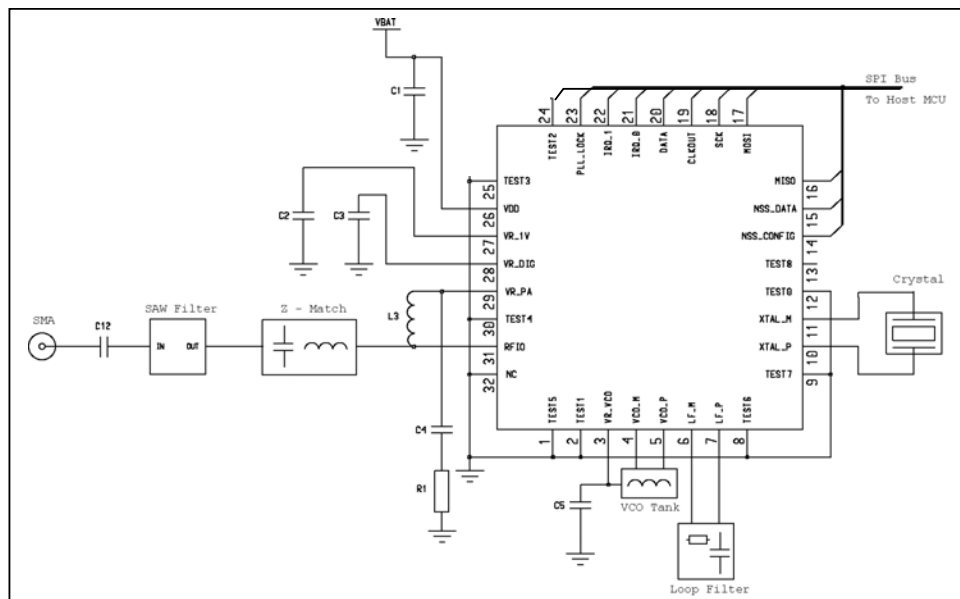 VBAT
C1
SPI Bus
To Host MCU
24 23 22 21 20 19 18 17
TEST2 PLL_LOCK IRQ_1 IRQ_0 DATA CLKOUT SCK MOSI
TEST3
25
VDD
26
VR_1V
27
VR_DIG
28
VR_PA
29
TEST4
30
RFIO
31
NC
32
MISO
16
NSS_DATA
15
NSS_CONFIG
14
TEST8
13
TEST0
12
XTAL_M
11
XTAL_P
10
TEST7
9
C2
C3
Crystal
SMA
C12
SAW Filter
IN OUT
Z - Match
L3
TEST5 TEST1 VR_VCO VCO_M VCO_P LF_M LF_P TEST6
1 2 3 4 5 6 7 8
C4
R1
C5
VCO Tank
Loop Filter